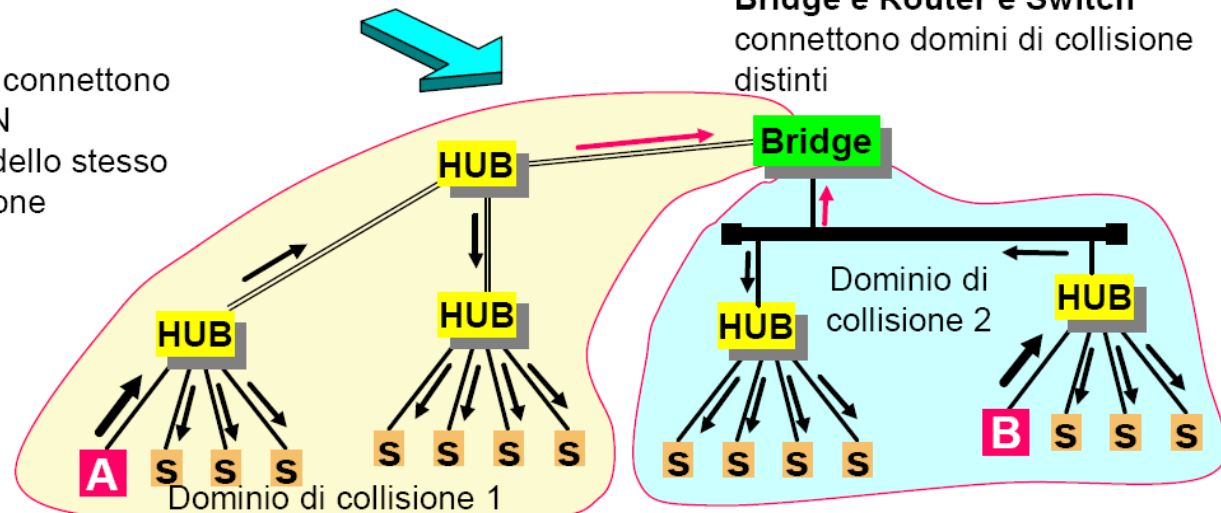 connettono
N
dello stesso
one
Bridge e Router e Switch
connettono domini di collisione
distinti
Bridge
HUB
HUB
HUB
HUB
HUB
Dominio di
collisione 2
A
S
S
S
S
S
S
S
S
S
S
S
B
S
S
S
Dominio di collisione 1